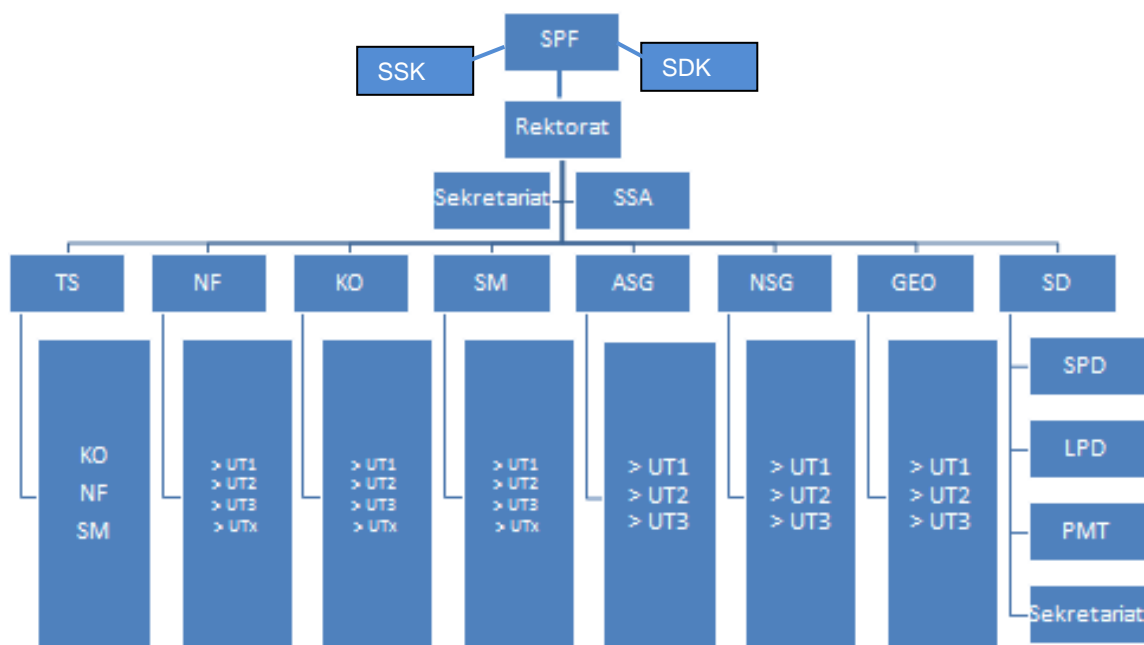 SPF
SSK
SDK
Rektorat
Sekretariat
SSA
TS
NF
KO
SM
ASG
NSG
GEO
SD
KO
NF
SM
> UT1
> UT2
> UT3
> UTx
> UT1
> UT2
> UT3
> UTx
> UT1
> UT2
> UT3
> UTx
> UT1
> UT2
> UT3
> UT1
> UT2
> UT3
> UT1
> UT2
> UT3
SPD
LPD
PMT
Sekretariat